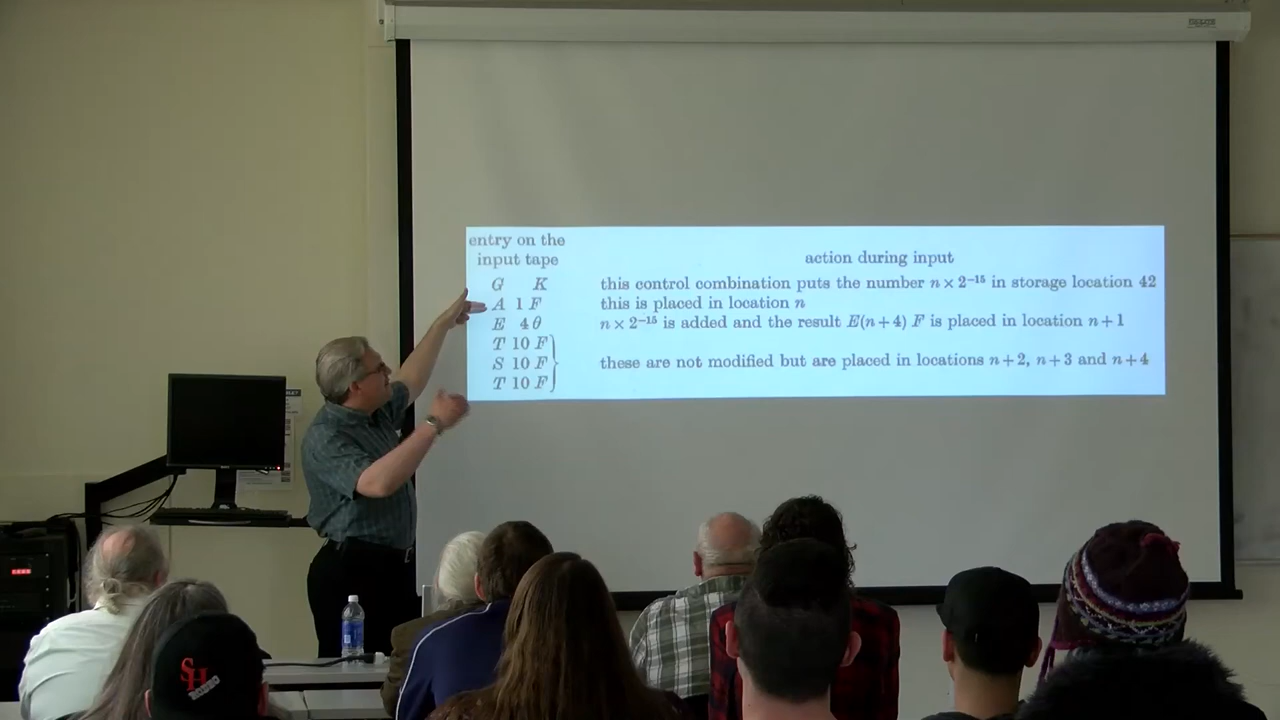 entry on the
input tape
action during input
G K this control combination puts the number n × 2⁻¹⁵ in storage location 42
A 1 F this is placed in location n
E 4 θ n × 2⁻¹⁵ is added and the result E(n+4) F is placed in location n+1
T 10 F
S 10 F these are not modified but are placed in locations n+2, n+3 and n+4
T 10 F
SH